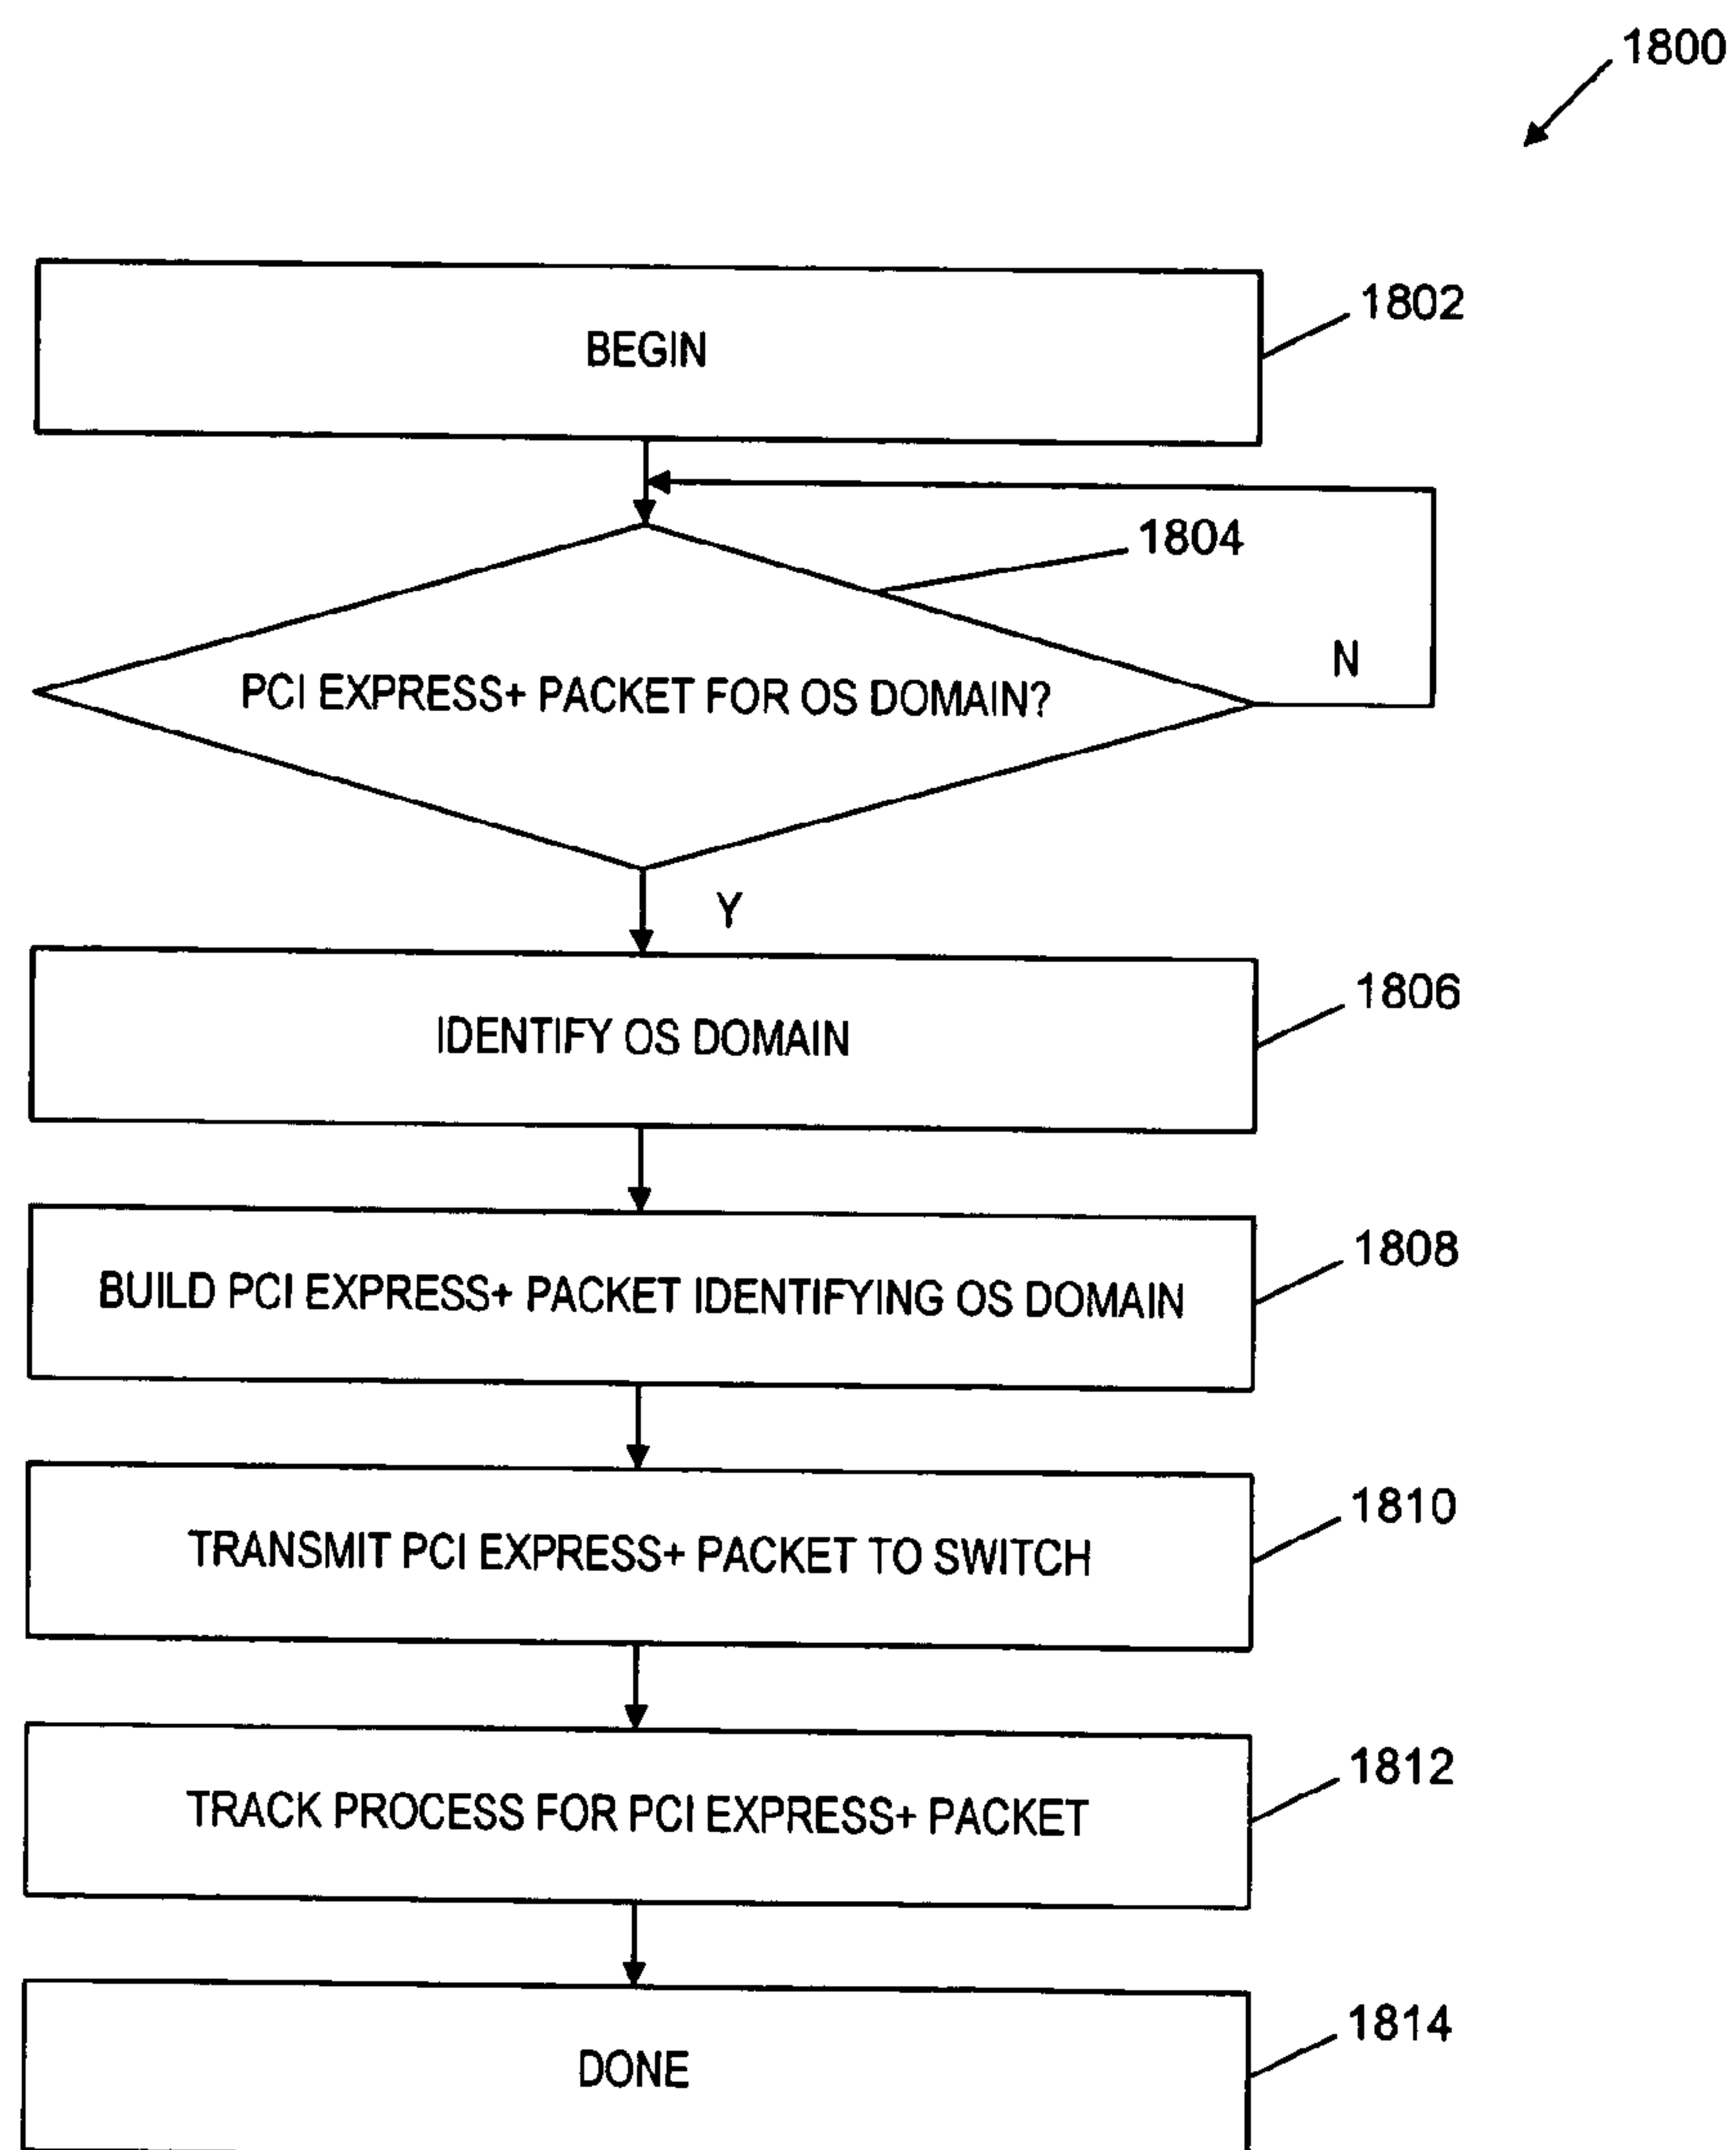 1800
BEGIN
1802
1804
PCI EXPRESS+ PACKET FOR OS DOMAIN?
N
Y
IDENTIFY OS DOMAIN
1806
BUILD PCI EXPRESS+ PACKET IDENTIFYING OS DOMAIN
1808
TRANSMIT PCI EXPRESS+ PACKET TO SWITCH
1810
TRACK PROCESS FOR PCI EXPRESS+ PACKET
1812
DONE
1814